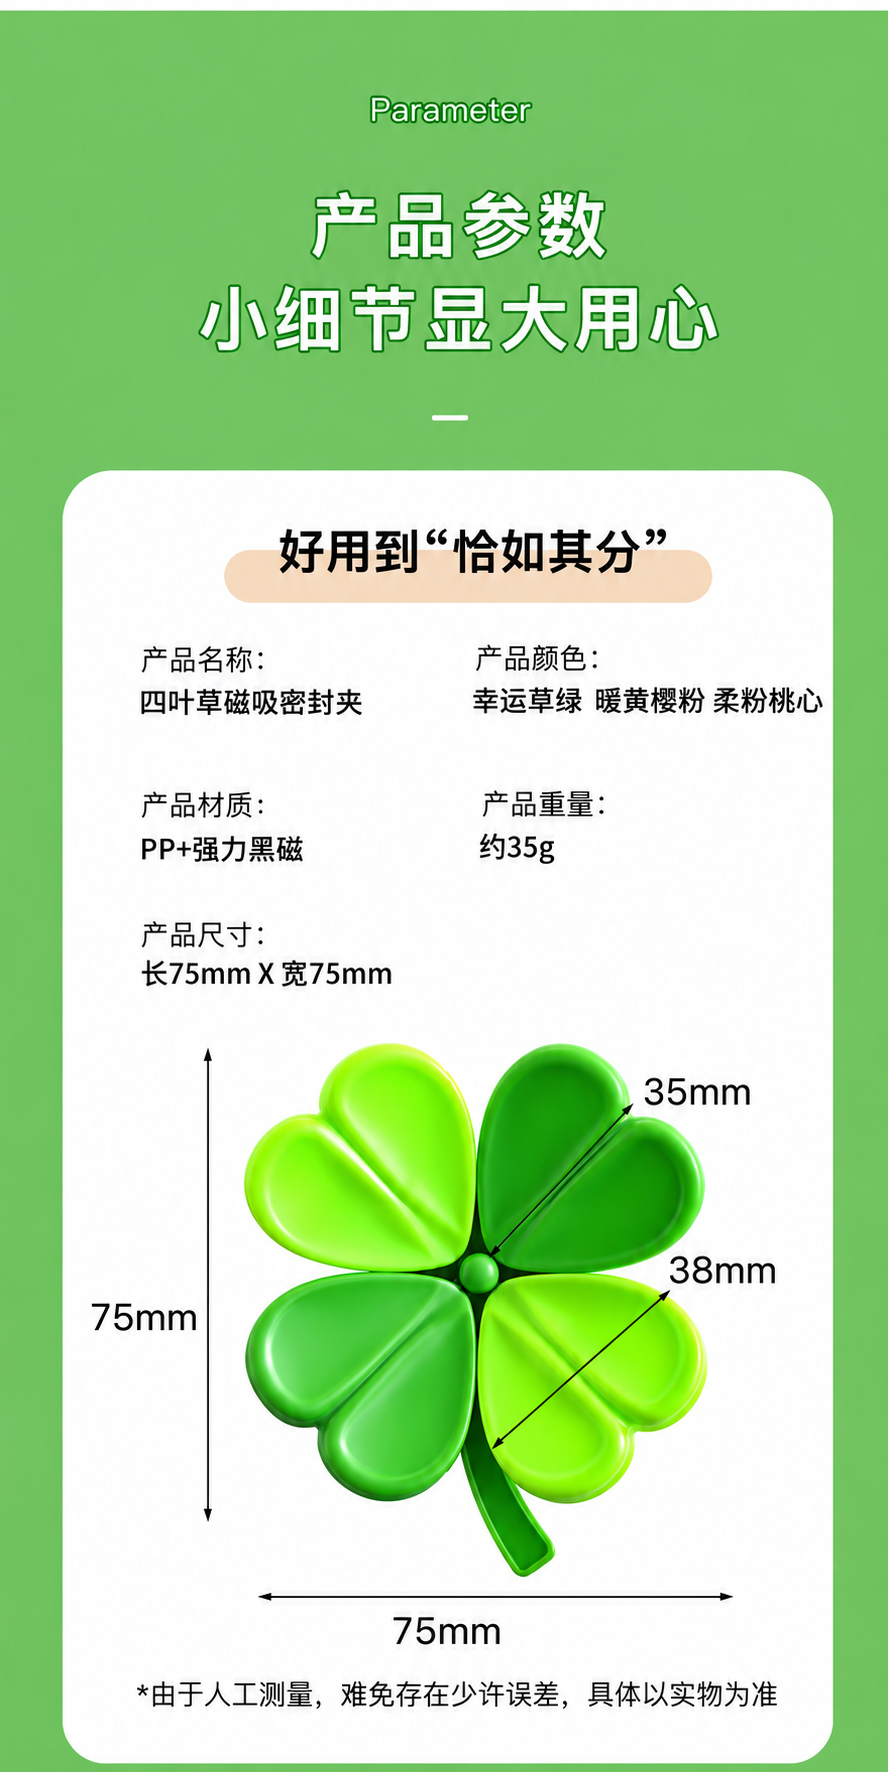 Parameter
产品参数
小细节显大用心
好用到“恰如其分”
产品名称：
四叶草磁吸密封夹
产品颜色：
幸运草绿 暖黄樱粉 柔粉桃心
产品材质：
PP+强力黑磁
产品重量：
约35g
产品尺寸：
长75mm X 宽75mm
35mm
38mm
75mm
75mm
*由于人工测量，难免存在少许误差，具体以实物为准